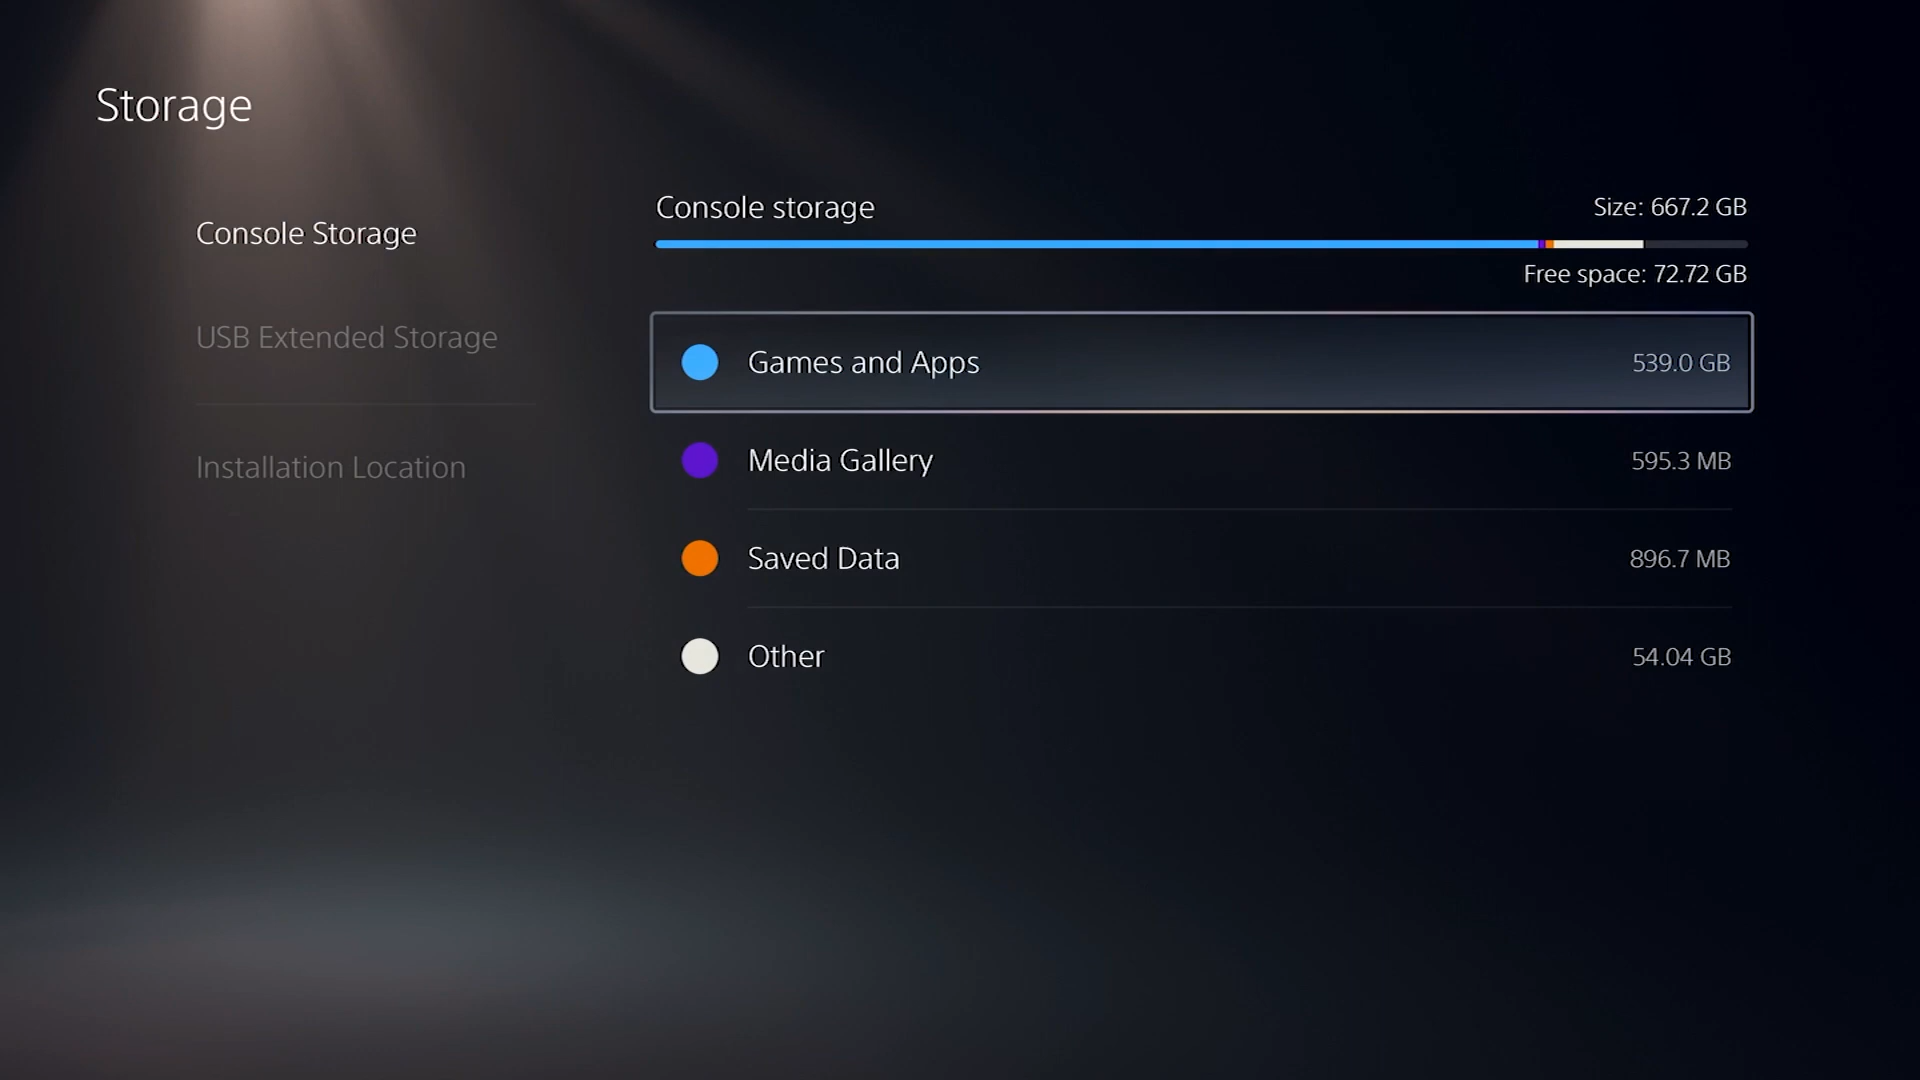 Storage
Console Storage
USB Extended Storage
Installation Location
Console storage
Size: 667.2 GB
Free space: 72.72 GB
Games and Apps 539.0 GB
Media Gallery 595.3 MB
Saved Data 896.7 MB
Other 54.04 GB